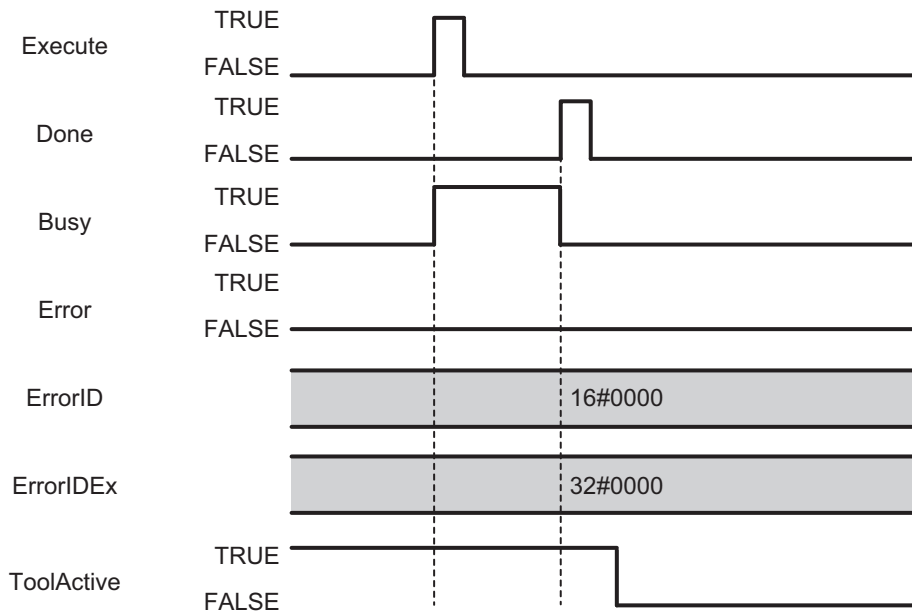 Execute
TRUE
FALSE
Done
TRUE
FALSE
Busy
TRUE
FALSE
Error
TRUE
FALSE
ErrorID
16#0000
ErrorIDEx
32#0000
ToolActive
TRUE
FALSE